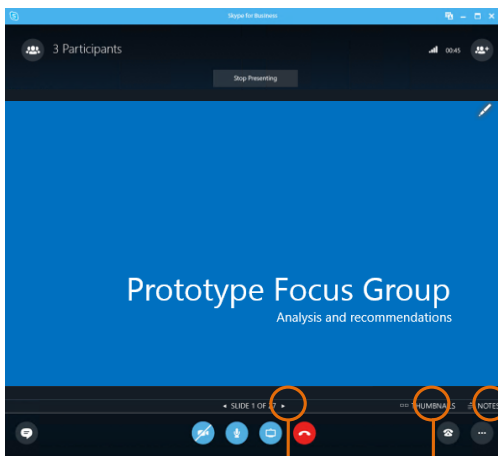 Skype for Business
3 Participants
00:45
Stop Presenting
Prototype Focus Group
Analysis and recommendations
◂ SLIDE 1 OF 27 ▸
THUMBNAILS
NOTES